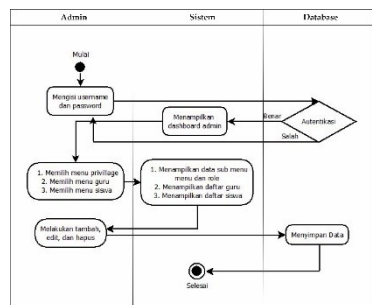 Admin
Sistem
Database
Mulai
Mengisi username
dan password
Menampilkan
dashboard admin
Benar
Autentikasi
Salah
1. Memilih menu privillage
2. Memilih menu guru
3. Memilih menu siswa
1. Menampilkan data sub menu
menu dan role
2. Menampilkan daftar guru
3. Menampilkan daftar siswa
Melakukan tambah,
edit, dan hapus
Menyimpan Data
Selesai